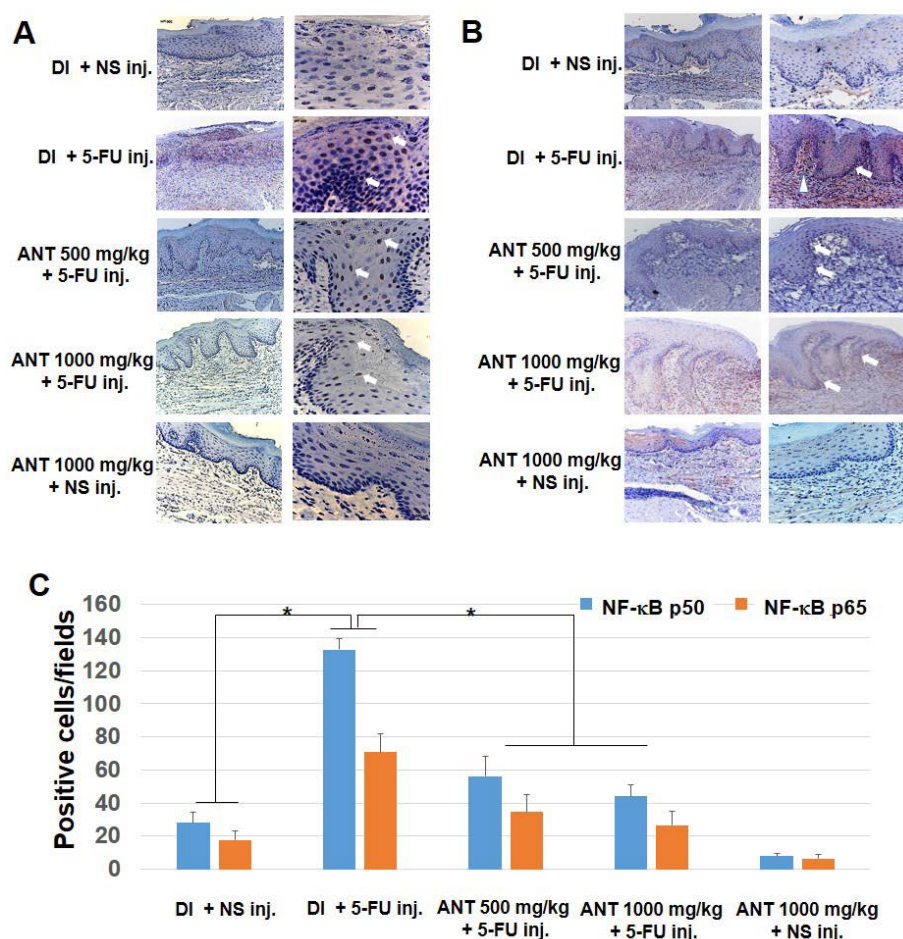 A
DI + NS inj.
DI + 5-FU inj.
ANT 500 mg/kg
+ 5-FU inj.
ANT 1000 mg/kg
+ 5-FU inj.
ANT 1000 mg/kg
+ NS inj.
B
DI + NS inj.
DI + 5-FU inj.
ANT 500 mg/kg
+ 5-FU inj.
ANT 1000 mg/kg
+ 5-FU inj.
ANT 1000 mg/kg
+ NS inj.
C
NF-κB p50 NF-κB p65
Positive cells/fields
160
140
120
100
80
60
40
20
0
* *
DI + NS inj.
DI + 5-FU inj.
ANT 500 mg/kg
+ 5-FU inj.
ANT 1000 mg/kg
+ 5-FU inj.
ANT 1000 mg/kg
+ NS inj.